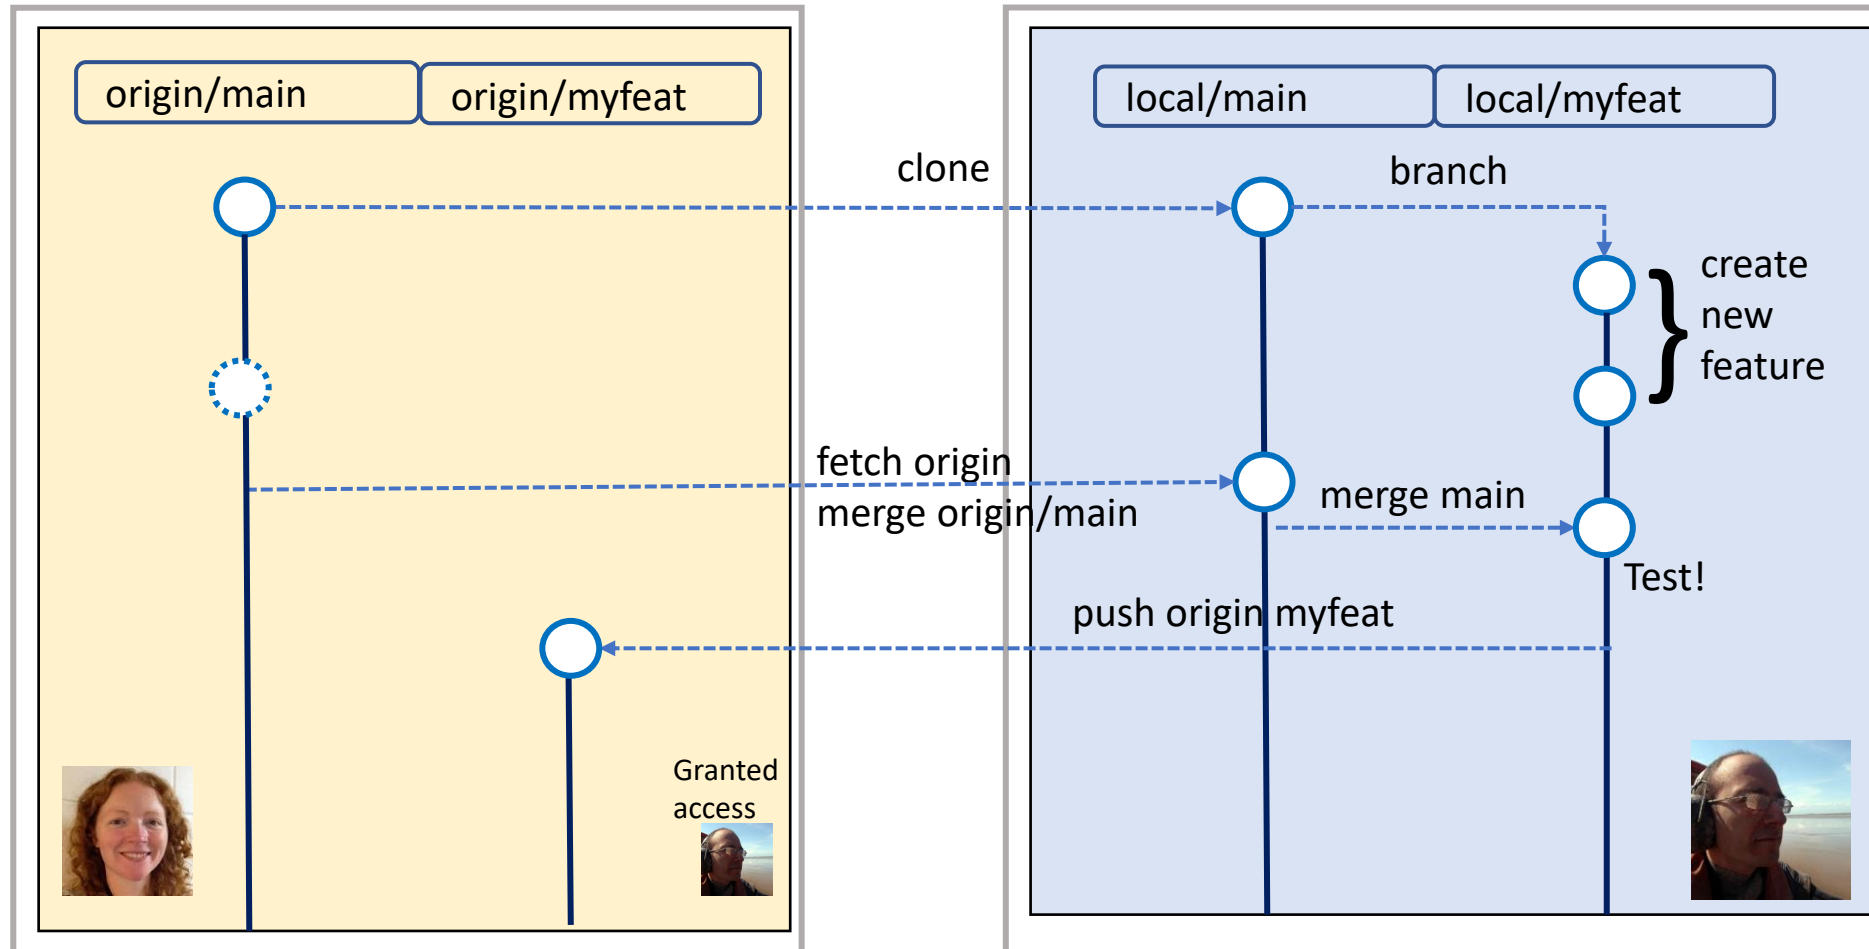 origin/main
origin/myfeat
local/main
local/myfeat
clone
branch
create
new
feature
fetch origin
merge origin/main
merge main
Test!
push origin myfeat
Granted
access